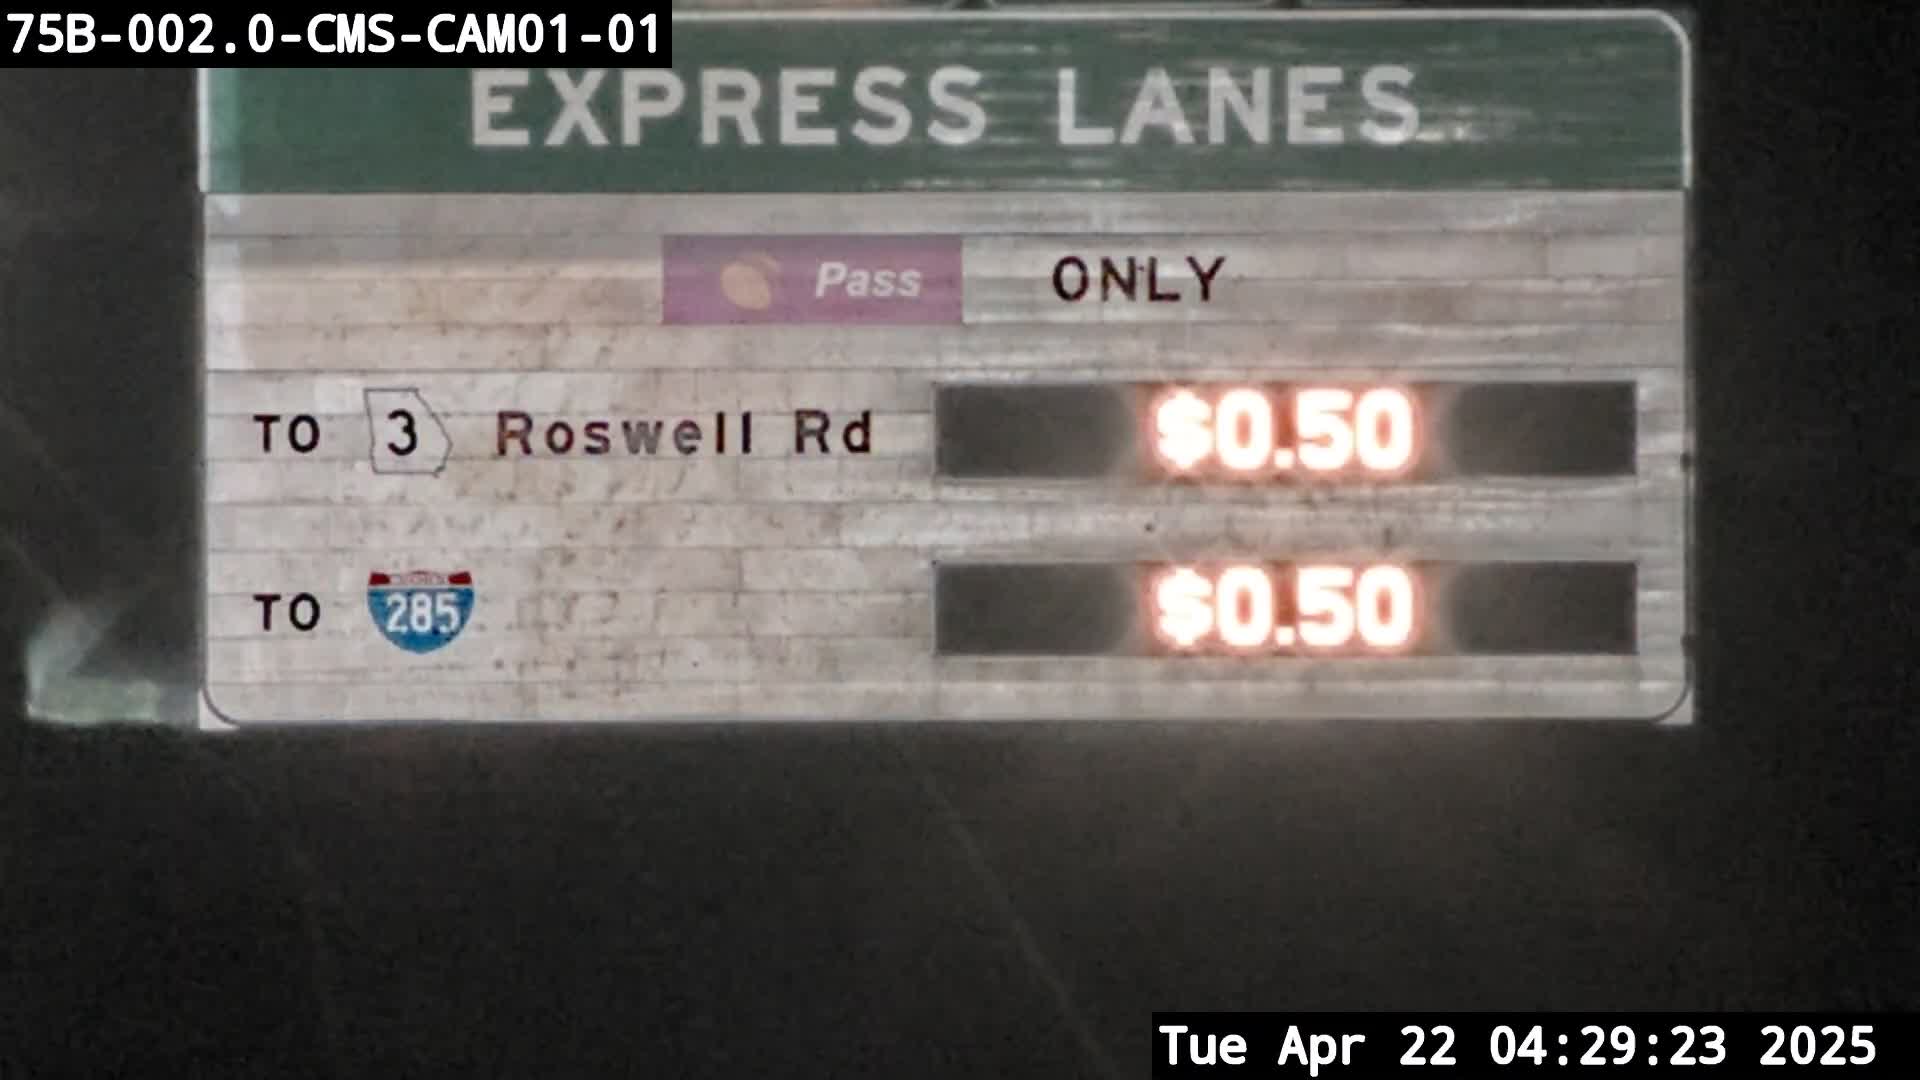 75B-002.0-CMS-CAM01-01
EXPRESS LANES
Pass ONLY
TO 3 Roswell Rd $0.50
TO 285 $0.50
Tue Apr 22 04:29:23 2025